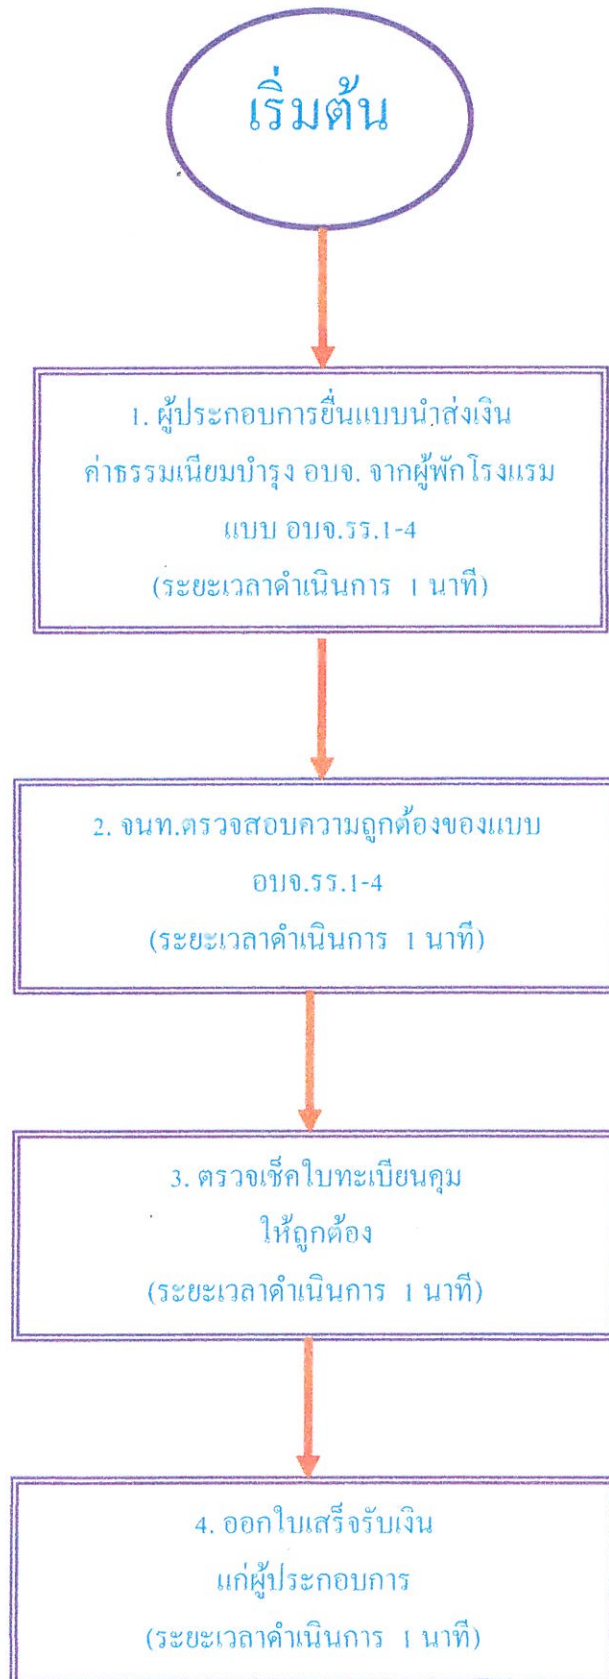 เริ่มต้น
1. ผู้ประกอบการยื่นแบบนำส่งเงิน
ค่าธรรมเนียมบำรุง อบจ. จากผู้พักโรงแรม
แบบ อบจ.รร.1-4
(ระยะเวลาดำเนินการ 1 นาที)
2. จนท.ตรวจสอบความถูกต้องของแบบ
อบจ.รร.1-4
(ระยะเวลาดำเนินการ 1 นาที)
3. ตรวจเช็คใบทะเบียนคุม
ให้ถูกต้อง
(ระยะเวลาดำเนินการ 1 นาที)
4. ออกใบเสร็จรับเงิน
แก่ผู้ประกอบการ
(ระยะเวลาดำเนินการ 1 นาที)